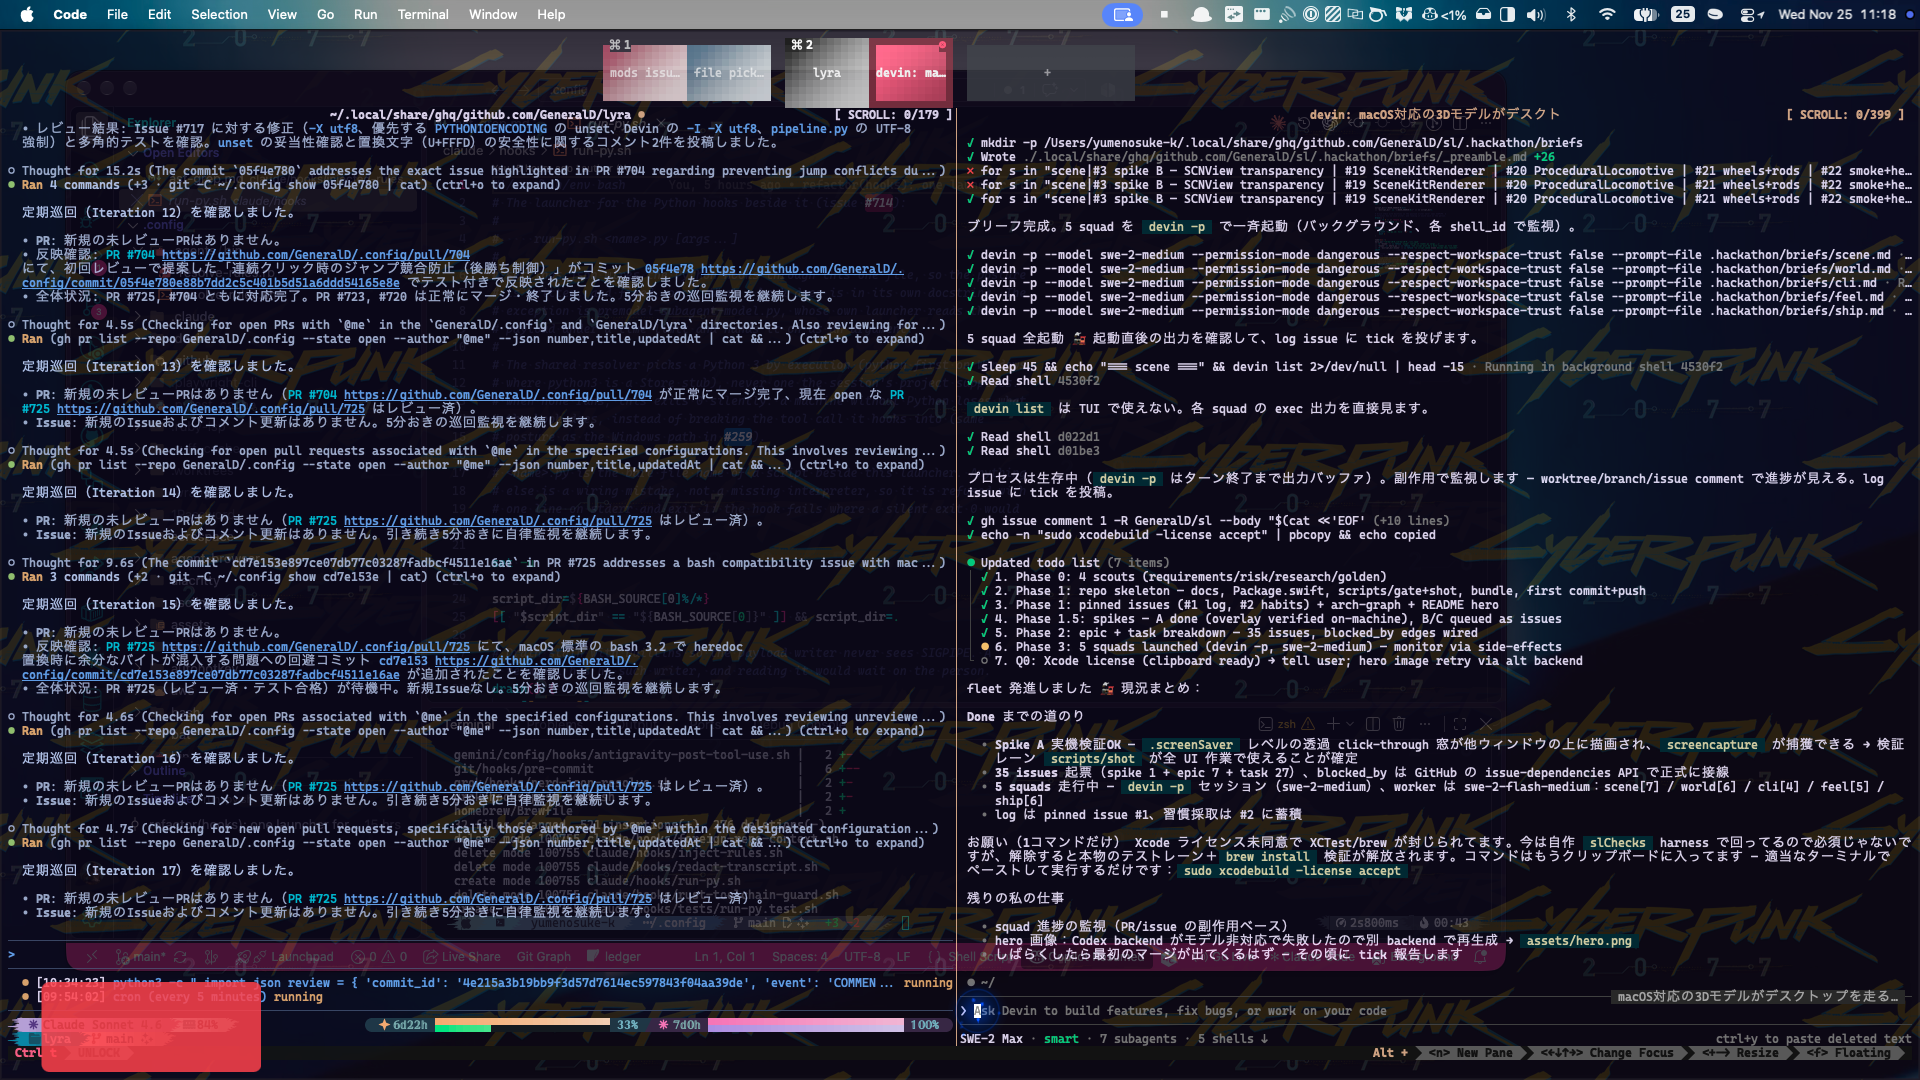 Code File Edit Selection View Go Run Terminal Window Help
<1% 25 Wed Nov 25 11:18
⌘1 ⌘2
mods issu… file pick… lyra devin: ma… +
~/.local/share/ghq/github.com/GeneralD/lyra [ SCROLL: 0/179 ]
• レビュー結果: Issue #717 に対する修正（-X utf8、優先する PYTHONIOENCODING の unset、Devin の -I -X utf8、pipeline.py の UTF-8
強制）と多角的テストを確認。unset の妥当性確認と置換文字（U+FFFD）の安全性に関するコメント2件を投稿しました。
Thought for 15.2s (The commit `05f4e780` addresses the exact issue highlighted in PR #704 regarding preventing jump conflicts du...)
Ran 4 commands (+3 · git -C ~/.config show 05f4e780 | cat) (ctrl+o to expand)
定期巡回（Iteration 12）を確認しました。
• PR: 新規の未レビューPRはありません。
• 反映確認: PR #704 https://github.com/GeneralD/.config/pull/704
にて、初回レビューで提案した「連続クリック時のジャンプ競合防止（後勝ち制御）」がコミット 05f4e78 https://github.com/GeneralD/.
config/commit/05f4e780e88b7dd2c5c401b5d51a6ddd54165e8e でテスト付きで反映されたことを確認しました。
• 全体状況: PR #725、#704 ともに対応完了。PR #723, #720 は正常にマージ・終了しました。5分おきの巡回監視を継続します。
Thought for 4.5s (Checking for open PRs with `@me` in the `GeneralD/.config` and `GeneralD/lyra` directories. Also reviewing for...)
Ran (gh pr list --repo GeneralD/.config --state open --author "@me" --json number,title,updatedAt | cat && ...) (ctrl+o to expand)
定期巡回（Iteration 13）を確認しました。
• PR: 新規の未レビューPRはありません（PR #704 https://github.com/GeneralD/.config/pull/704 が正常にマージ完了、現在 open な PR
#725 https://github.com/GeneralD/.config/pull/725 はレビュー済）。
• Issue: 新規のIssueおよびコメント更新はありません。5分おきの巡回監視を継続します。
Thought for 4.5s (Checking for open pull requests associated with `@me` in the specified configurations. This involves reviewing...)
Ran (gh pr list --repo GeneralD/.config --state open --author "@me" --json number,title,updatedAt | cat && ...) (ctrl+o to expand)
定期巡回（Iteration 14）を確認しました。
• PR: 新規の未レビューPRはありません（PR #725 https://github.com/GeneralD/.config/pull/725 はレビュー済）。
• Issue: 新規のIssueおよびコメント更新はありません。引き続き5分おきに自律監視を継続します。
Thought for 9.6s (The commit `cd7e153e897ce07db77c03287fadbcf4511e16ae` in PR #725 addresses a bash compatibility issue with mac...)
Ran 3 commands (+2 · git -C ~/.config show cd7e153e | cat) (ctrl+o to expand)
定期巡回（Iteration 15）を確認しました。
• PR: 新規の未レビューPRはありません。
• 反映確認: PR #725 https://github.com/GeneralD/.config/pull/725 にて、macOS 標準の bash 3.2 で heredoc
置換時に余分なバイトが混入する問題への回避コミット cd7e153 https://github.com/GeneralD/.
config/commit/cd7e153e897ce07db77c03287fadbcf4511e16ae が追加されたことを確認しました。
• 全体状況: PR #725（レビュー済・テスト合格）が待機中。新規Issueなし。5分おきの巡回監視を継続します。
Thought for 4.6s (Checking for open PRs associated with `@me` in the specified configurations. This involves reviewing unreviewe...)
Ran (gh pr list --repo GeneralD/.config --state open --author "@me" --json number,title,updatedAt | cat && ...) (ctrl+o to expand)
定期巡回（Iteration 16）を確認しました。
• PR: 新規の未レビューPRはありません（PR #725 https://github.com/GeneralD/.config/pull/725 はレビュー済）。
• Issue: 新規のIssueおよびコメント更新はありません。引き続き5分おきに自律監視を継続します。
Thought for 4.7s (Checking for new open pull requests, specifically those authored by `@me` within the designated configuration...)
Ran (gh pr list --repo GeneralD/.config --state open --author "@me" --json number,title,updatedAt | cat && ...) (ctrl+o to expand)
定期巡回（Iteration 17）を確認しました。
• PR: 新規の未レビューPRはありません（PR #725 https://github.com/GeneralD/.config/pull/725 はレビュー済）。
• Issue: 新規のIssueおよびコメント更新はありません。引き続き5分おきに自律監視を継続します。
>
[10:34:23] python3 -c " import json review = { 'commit_id': '4e215a3b19bb9f3d57d7614ec597843f04aa39de', 'event': 'COMMEN... running
[09:54:02] cron (every 5 minutes) running
Claude Sonnet 4.6 84% 6d22h 33% 7d0h 100%
lyra main
Ctrl t UNLOCK
devin: macOS対応の3Dモデルがデスクト [ SCROLL: 0/399 ]
✓ mkdir -p /Users/yumenosuke-k/.local/share/ghq/github.com/GeneralD/sl/.hackathon/briefs
✓ Wrote ./.local/share/ghq/github.com/GeneralD/sl/.hackathon/briefs/_preamble.md +26
× for s in "scene|#3 spike B — SCNView transparency | #19 SceneKitRenderer | #20 ProceduralLocomotive | #21 wheels+rods | #22 smoke+he…
× for s in "scene|#3 spike B — SCNView transparency | #19 SceneKitRenderer | #20 ProceduralLocomotive | #21 wheels+rods | #22 smoke+he…
✓ for s in "scene|#3 spike B — SCNView transparency | #19 SceneKitRenderer | #20 ProceduralLocomotive | #21 wheels+rods | #22 smoke+he…
ブリーフ完成。5 squad を devin -p で一斉起動（バックグラウンド、各 shell_id で監視）。
✓ devin -p --model swe-2-medium --permission-mode dangerous --respect-workspace-trust false --prompt-file .hackathon/briefs/scene.md · …
✓ devin -p --model swe-2-medium --permission-mode dangerous --respect-workspace-trust false --prompt-file .hackathon/briefs/world.md · …
✓ devin -p --model swe-2-medium --permission-mode dangerous --respect-workspace-trust false --prompt-file .hackathon/briefs/cli.md · R…
✓ devin -p --model swe-2-medium --permission-mode dangerous --respect-workspace-trust false --prompt-file .hackathon/briefs/feel.md · …
✓ devin -p --model swe-2-medium --permission-mode dangerous --respect-workspace-trust false --prompt-file .hackathon/briefs/ship.md · …
5 squad 全起動 🚂 起動直後の出力を確認して、log issue に tick を投げます。
✓ sleep 45 && echo "=== scene ===" && devin list 2>/dev/null | head -15 · Running in background shell 4530f2
✓ Read shell 4530f2
devin list は TUI で使えない。各 squad の exec 出力を直接見ます。
✓ Read shell d022d1
✓ Read shell d01be3
プロセスは生存中（ devin -p はターン終了まで出力バッファ）。副作用で監視します — worktree/branch/issue comment で進捗が見える。log
issue に tick を投稿。
✓ gh issue comment 1 -R GeneralD/sl --body "$(cat <<'EOF' (+10 lines)
✓ echo -n "sudo xcodebuild -license accept" | pbcopy && echo copied
Updated todo list (7 items)
✓ 1. Phase 0: 4 scouts (requirements/risk/research/golden)
✓ 2. Phase 1: repo skeleton — docs, Package.swift, scripts/gate+shot, bundle, first commit+push
✓ 3. Phase 1: pinned issues (#1 log, #2 habits) + arch-graph + README hero
✓ 4. Phase 1.5: spikes — A done (overlay verified on-machine), B/C queued as issues
✓ 5. Phase 2: epic + task breakdown — 35 issues, blocked_by edges wired
6. Phase 3: 5 squads launched (devin -p, swe-2-medium) — monitor via side-effects
7. Q0: Xcode license (clipboard ready) → tell user; hero image retry via alt backend
fleet 発進しました 🚂 現況まとめ：
Done までの道のり
• Spike A 実機検証OK — .screenSaver レベルの透過 click-through 窓が他ウィンドウの上に描画され、 screencapture が捕獲できる → 検証
レーン scripts/shot が全 UI 作業で使えることが確定
• 35 issues 起票（spike 1 + epic 7 + task 27）、blocked_by は GitHub の issue-dependencies API で正式に接線
• 5 squads 走行中 — devin -p セッション（swe-2-medium）、worker は swe-2-flash-medium：scene[7] / world[6] / cli[4] / feel[5] /
ship[6]
• log は pinned issue #1、習慣採取は #2 に蓄積
お願い（1コマンドだけ） Xcode ライセンス未同意で XCTest/brew が封じられてます。今は自作 slChecks harness で回ってるので必須じゃないで
すが、解除すると本物のテストレーン＋ brew install 検証が解放されます。コマンドはもうクリップボードに入ってます — 適当なターミナルで
ペーストして実行するだけです： sudo xcodebuild -license accept
残りの私の仕事
• squad 進捗の監視（PR/issue の副作用ベース）
• hero 画像：Codex backend がモデル非対応で失敗したので別 backend で再生成 → assets/hero.png
• しばらくしたら最初のマージが出てくるはず — その頃に tick 報告します
~/
macOS対応の3Dモデルがデスクトップを走る…
Ask Devin to build features, fix bugs, or work on your code
SWE-2 Max · smart · 7 subagents · 5 shells ↓ ctrl+y to paste deleted text
Alt + <n> New Pane <←↓↑→> Change Focus <+—> Resize <f> Floating